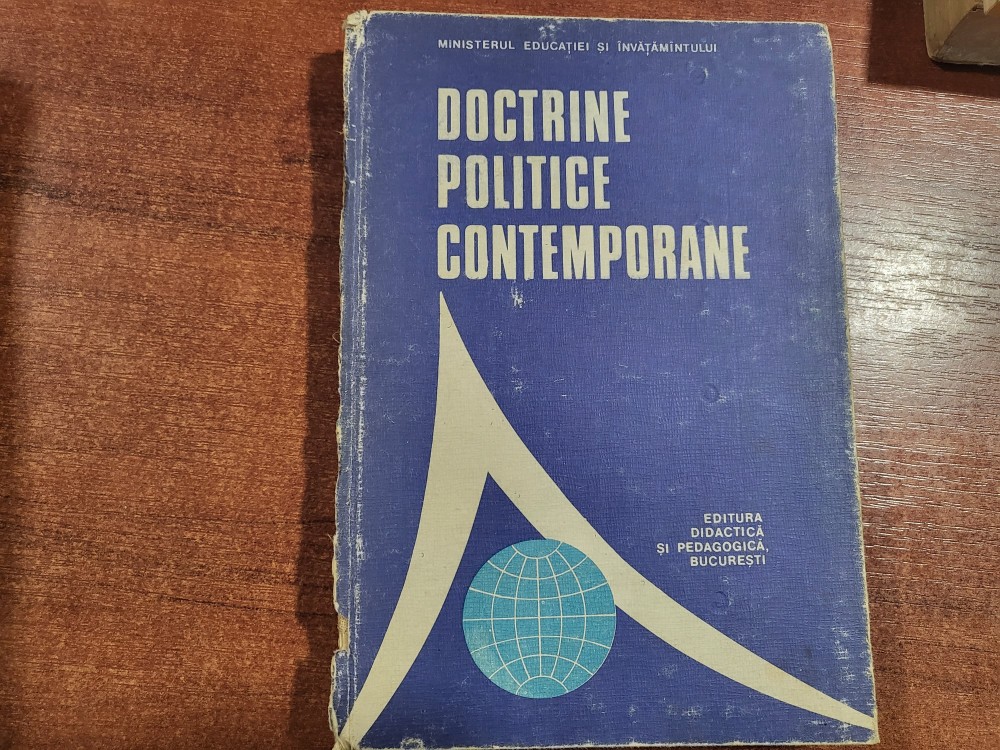 MINISTERUL EDUCAȚIEI ȘI ÎNVĂȚĂMÎNTULUI
DOCTRINE
POLITICE
CONTEMPORANE
EDITURA
DIDACTICĂ
ȘI PEDAGOGICĂ,
BUCUREȘTI